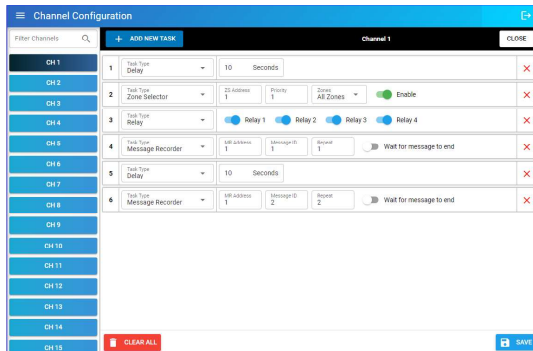 Channel Configuration
Filter Channels
+ ADD NEW TASK
Channel 1
CLOSE
CH 1
CH 2
CH 3
CH 4
CH 5
CH 6
CH 7
CH 8
CH 9
CH 10
CH 11
CH 12
CH 13
CH 14
CH 15
1 Task Type Delay 10 Seconds
2 Task Type Zone Selector ZS Address 1 Priority 1 Zones All Zones Enable
3 Task Type Relay Relay 1 Relay 2 Relay 3 Relay 4
4 Task Type Message Recorder MR Address 1 Message ID 1 Repeat 1 Wait for message to end
5 Task Type Delay 10 Seconds
6 Task Type Message Recorder MR Address 1 Message ID 2 Repeat 2 Wait for message to end
CLEAR ALL
SAVE